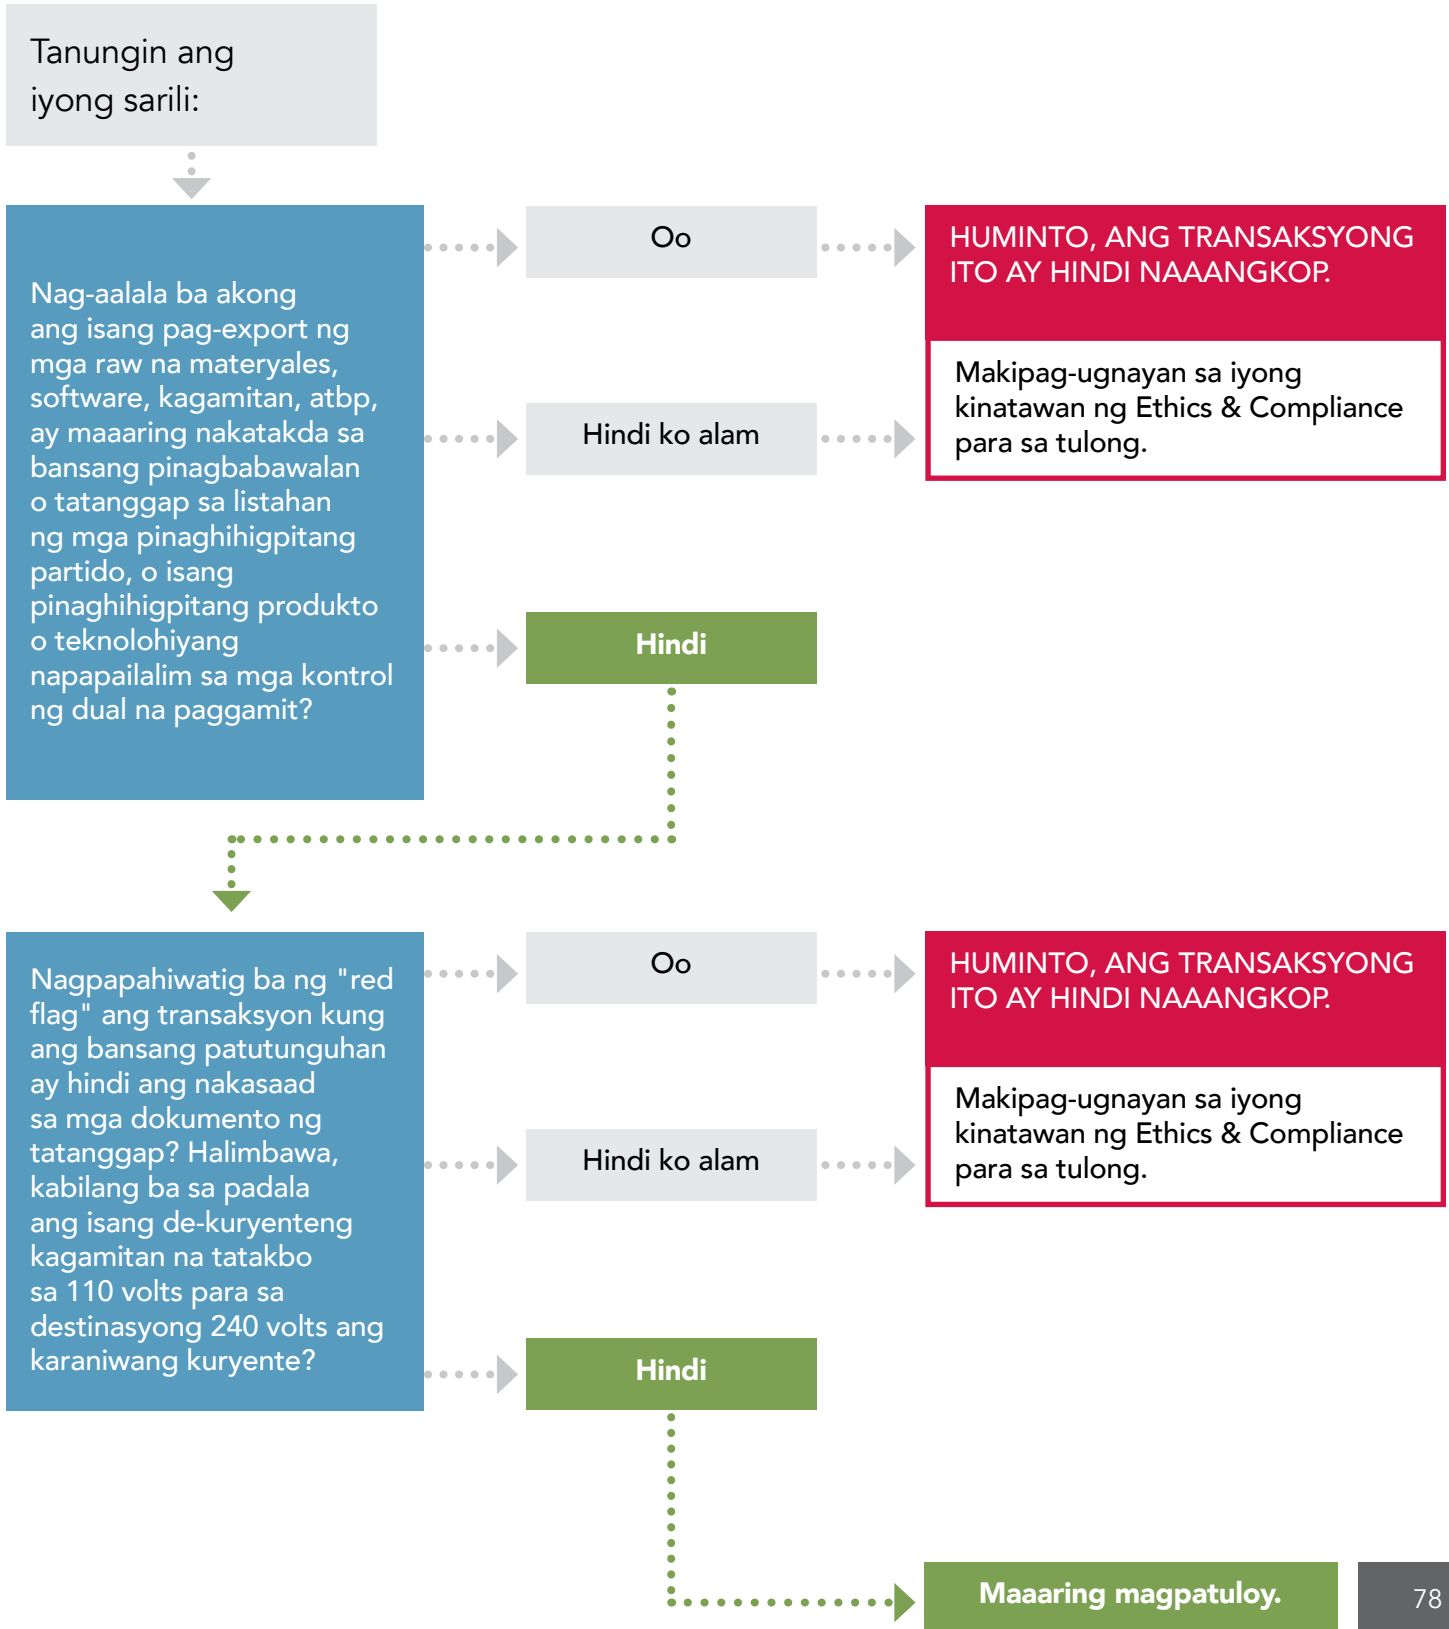 Tanungin ang
iyong sarili:
Nag-aalala ba akong
ang isang pag-export ng
mga raw na materyales,
software, kagamitan, atbp,
ay maaaring nakatakda sa
bansang pinagbabawalan
o tatanggap sa listahan
ng mga pinaghihigpitang
partido, o isang
pinaghihigpitang produkto
o teknolohiyang
napapailalim sa mga kontrol
ng dual na paggamit?
Oo
HUMINTO, ANG TRANSAKSYONG
ITO AY HINDI NAAANGKOP.
Makipag-ugnayan sa iyong
kinatawan ng Ethics & Compliance
para sa tulong.
Hindi ko alam
Hindi
Nagpapahiwatig ba ng "red
flag" ang transaksyon kung
ang bansang patutunguhan
ay hindi ang nakasaad
sa mga dokumento ng
tatanggap? Halimbawa,
kabilang ba sa padala
ang isang de-kuryenteng
kagamitan na tatakbo
sa 110 volts para sa
destinasyong 240 volts ang
karaniwang kuryente?
Oo
HUMINTO, ANG TRANSAKSYONG
ITO AY HINDI NAAANGKOP.
Makipag-ugnayan sa iyong
kinatawan ng Ethics & Compliance
para sa tulong.
Hindi ko alam
Hindi
Maaaring magpatuloy.
78